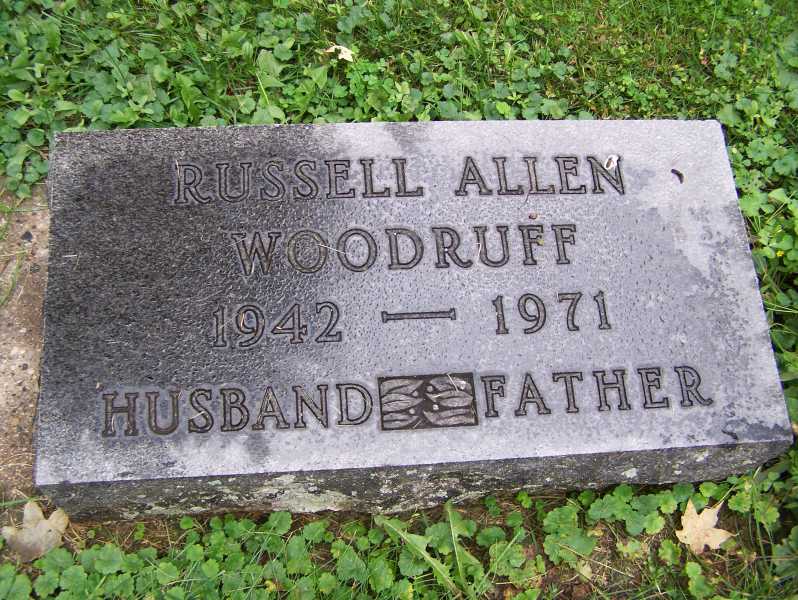 RUSSELL ALLEN
WOODRUFF
1942 — 1971
HUSBAND FATHER